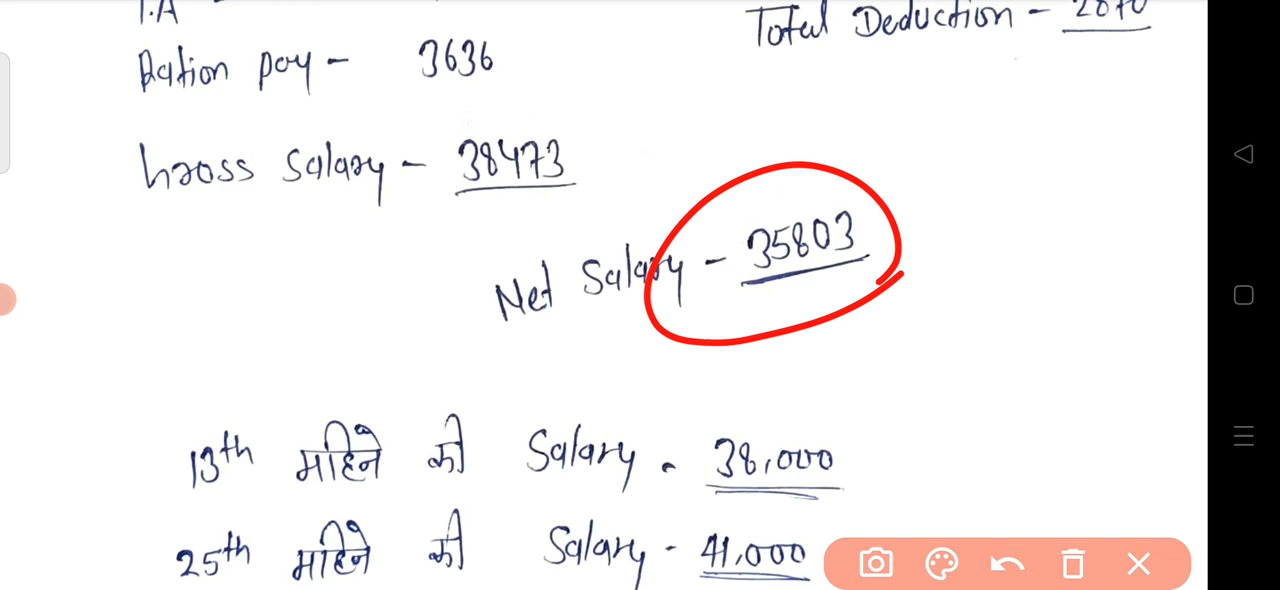 T.A
Total Deduction -
Ration pay - 3636
Gross Salary - 38473
Net Salary - 35803
13th महिने की Salary - 38,000
25th महिने की Salary - 41,000